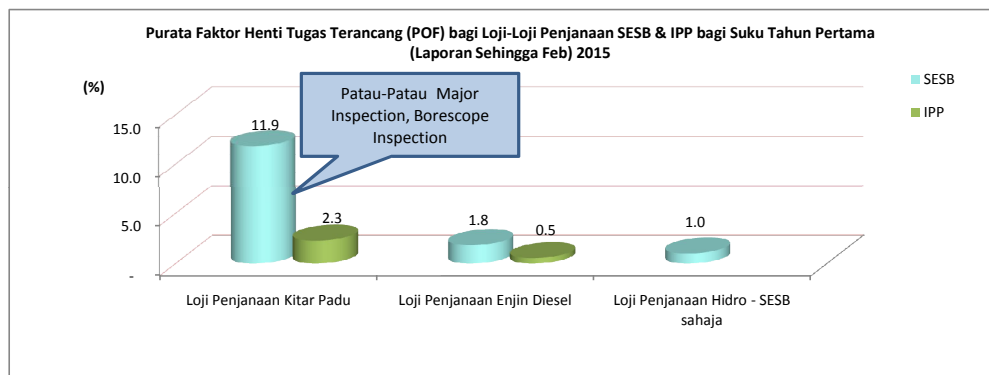 Purata Faktor Henti Tugas Terancang (POF) bagi Loji-Loji Penjanaan SESB & IPP bagi Suku Tahun Pertama
(Laporan Sehingga Feb) 2015
(%)
SESB
IPP
Patau-Patau Major
Inspection, Borescope
Inspection
15.0
10.0
5.0
-
11.9
2.3
1.8
0.5
1.0
Loji Penjanaan Kitar Padu
Loji Penjanaan Enjin Diesel
Loji Penjanaan Hidro - SESB
sahaja